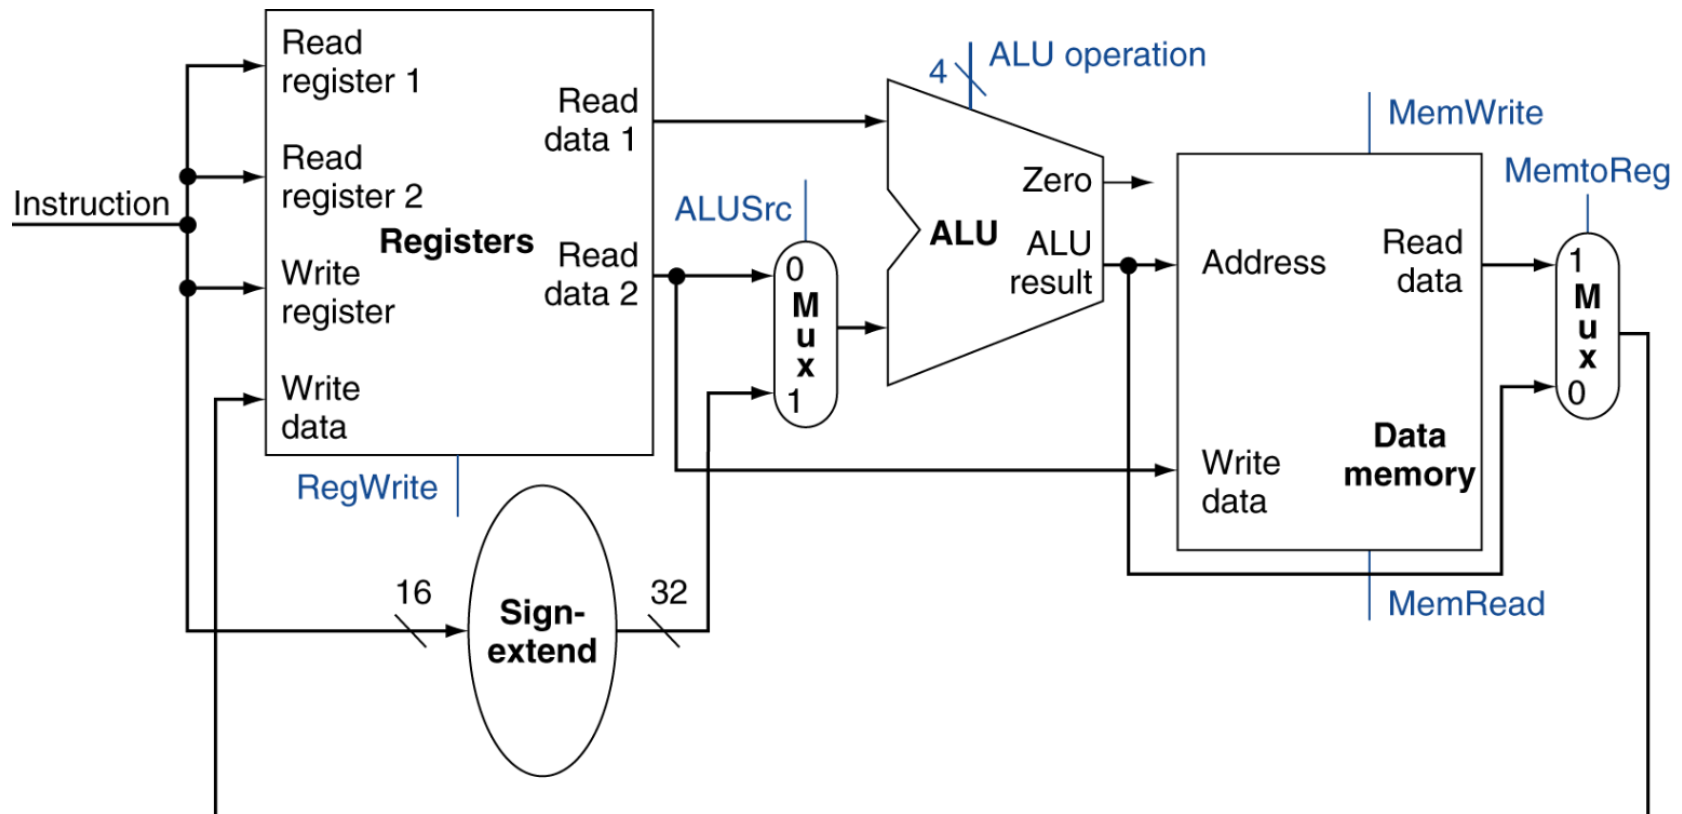 Instruction
Read
register 1
Read
register 2
Write
register
Write
data
Registers
Read
data 1
Read
data 2
RegWrite
16
Sign-
extend
32
ALUSrc
0
M
u
x
1
4
ALU operation
ALU
Zero
ALU
result
MemWrite
Address
Read
data
Write
data
Data
memory
MemRead
MemtoReg
1
M
u
x
0